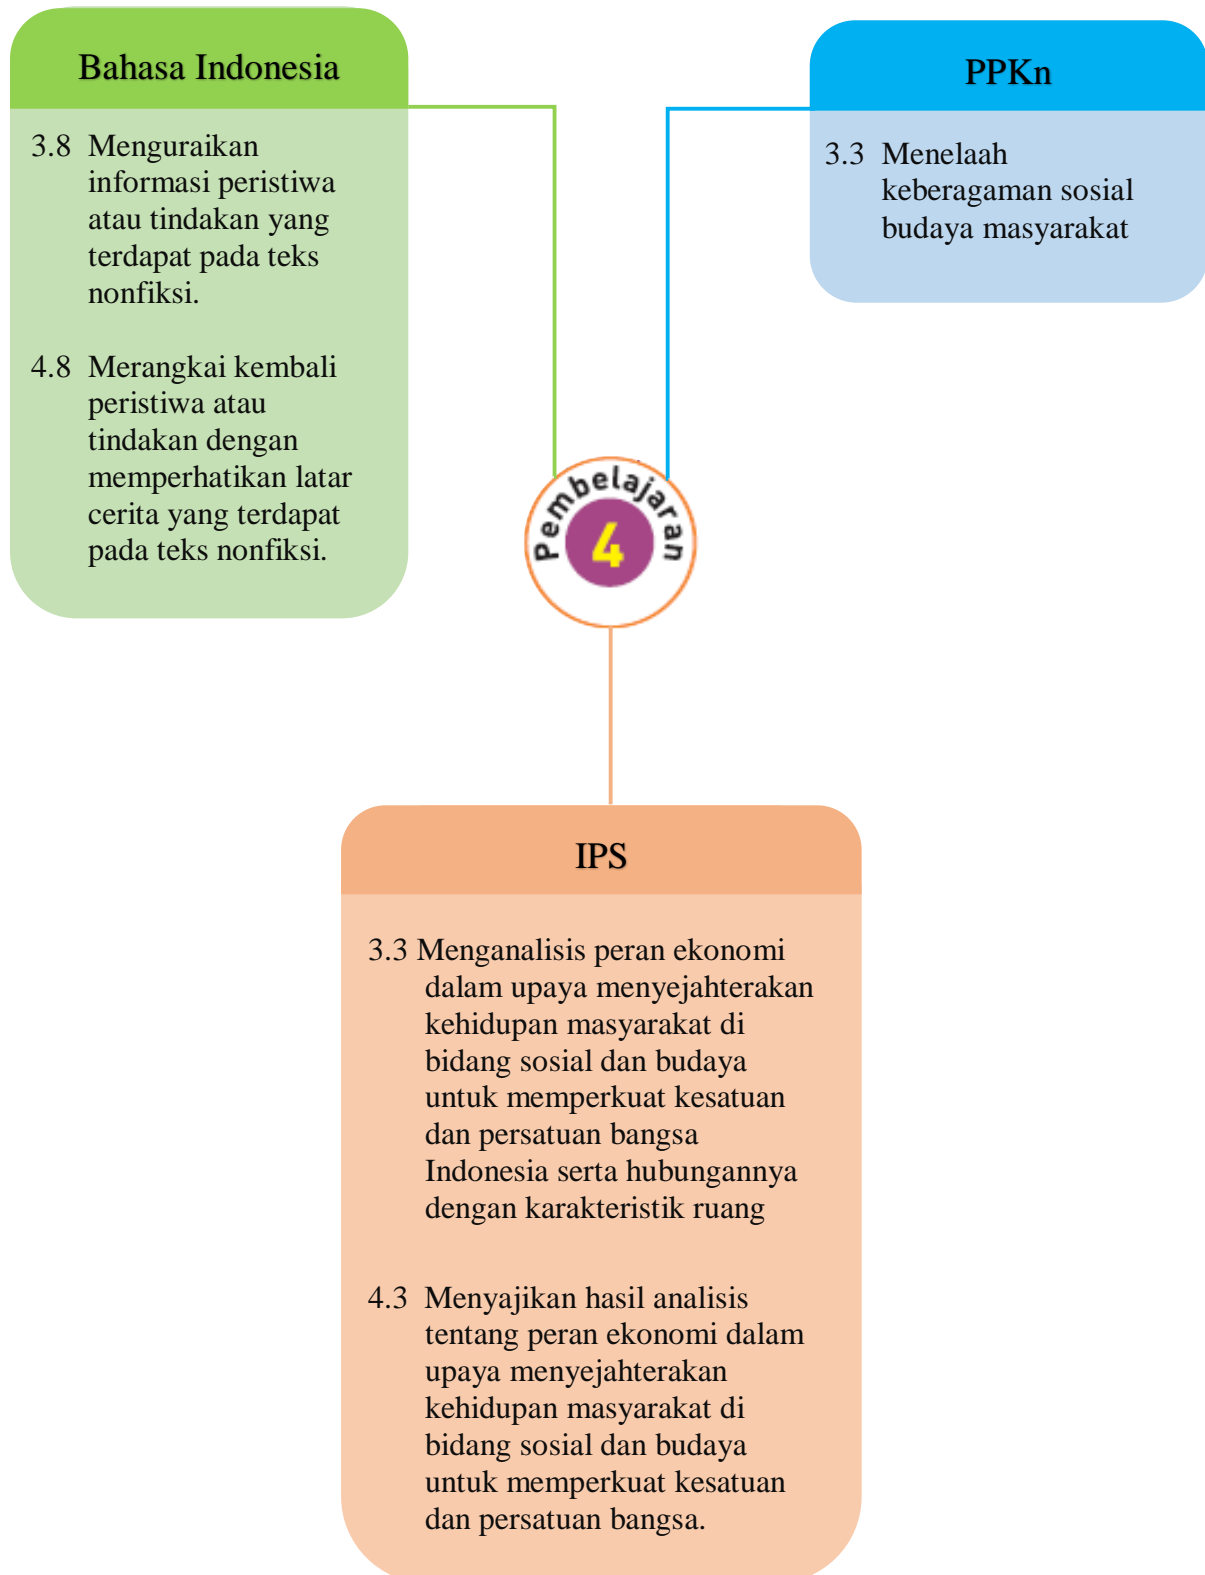 Bahasa Indonesia
3.8 Menguraikan
informasi peristiwa
atau tindakan yang
terdapat pada teks
nonfiksi.
4.8 Merangkai kembali
peristiwa atau
tindakan dengan
memperhatikan latar
cerita yang terdapat
pada teks nonfiksi.
PPKn
3.3 Menelaah
keberagaman sosial
budaya masyarakat
Pembelajaran
4
IPS
3.3 Menganalisis peran ekonomi
dalam upaya menyejahterakan
kehidupan masyarakat di
bidang sosial dan budaya
untuk memperkuat kesatuan
dan persatuan bangsa
Indonesia serta hubungannya
dengan karakteristik ruang
4.3 Menyajikan hasil analisis
tentang peran ekonomi dalam
upaya menyejahterakan
kehidupan masyarakat di
bidang sosial dan budaya
untuk memperkuat kesatuan
dan persatuan bangsa.